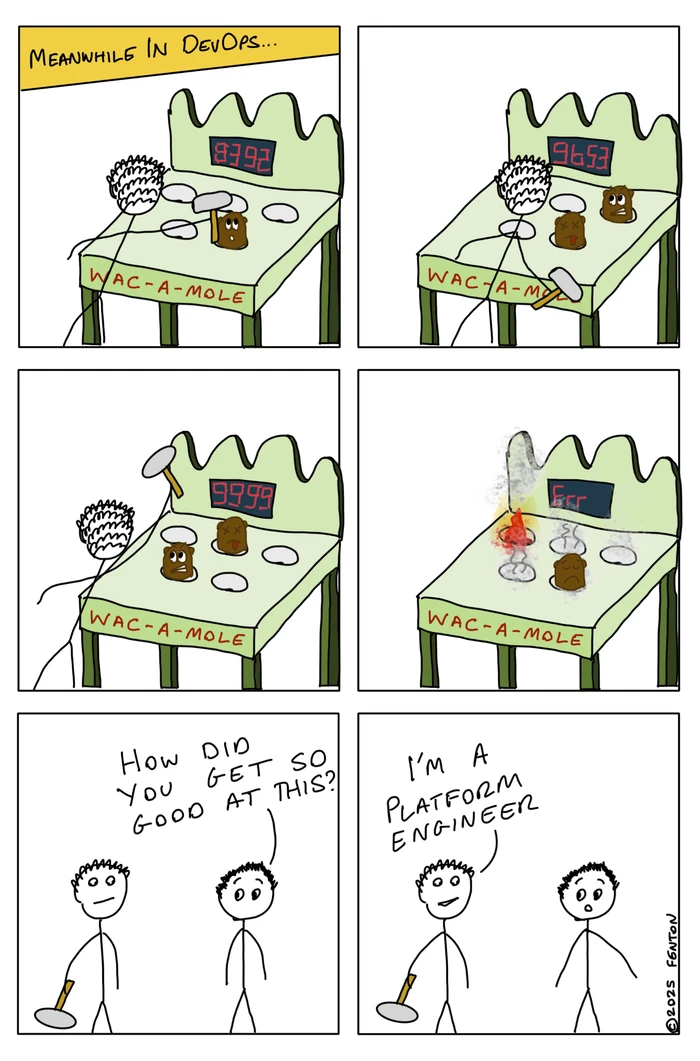 MEANWHILE IN DEVOPS...
8392
WAC-A-MOLE
9653
WAC-A-MOLE
9999
WAC-A-MOLE
Err
WAC-A-MOLE
HOW DID
YOU GET SO
GOOD AT THIS?
I'M A
PLATFORM
ENGINEER
©2025 FENTON